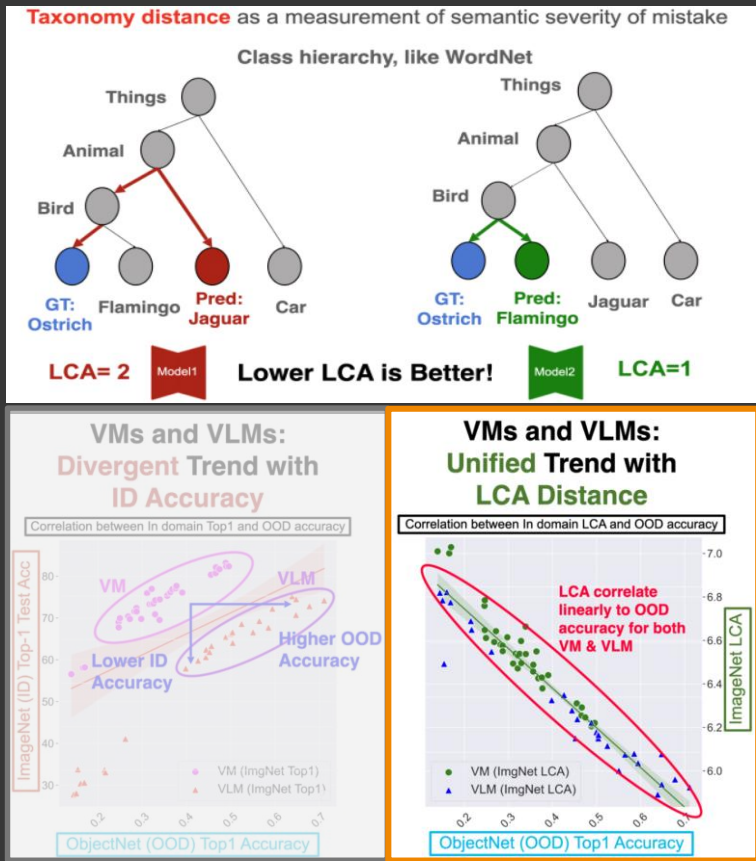 Taxonomy distance as a measurement of semantic severity of mistake
Class hierarchy, like WordNet
Things
Animal
Bird
GT:
Ostrich
Flamingo
Pred:
Jaguar
Car
LCA= 2
Model1
Lower LCA is Better!
Things
Animal
Bird
GT:
Ostrich
Pred:
Flamingo
Jaguar
Car
Model2
LCA=1
VMs and VLMs:
Divergent Trend with
ID Accuracy
Correlation between In domain Top1 and OOD accuracy
ImageNet (ID) Top-1 Test Acc
80
70
60
50
40
30
VM
VLM
Lower ID
Accuracy
Higher OOD
Accuracy
VM (ImgNet Top1)
VLM (ImgNet Top1)
0.2
0.3
0.4
0.5
0.6
0.7
ObjectNet (OOD) Top1 Accuracy
VMs and VLMs:
Unified Trend with
LCA Distance
Correlation between In domain LCA and OOD accuracy
LCA correlate
linearly to OOD
accuracy for both
VM & VLM
7.0
6.8
6.6
6.4
6.2
6.0
ImageNet LCA
VM (ImgNet LCA)
VLM (ImgNet LCA)
0.2
0.3
0.4
0.5
0.6
0.7
ObjectNet (OOD) Top1 Accuracy